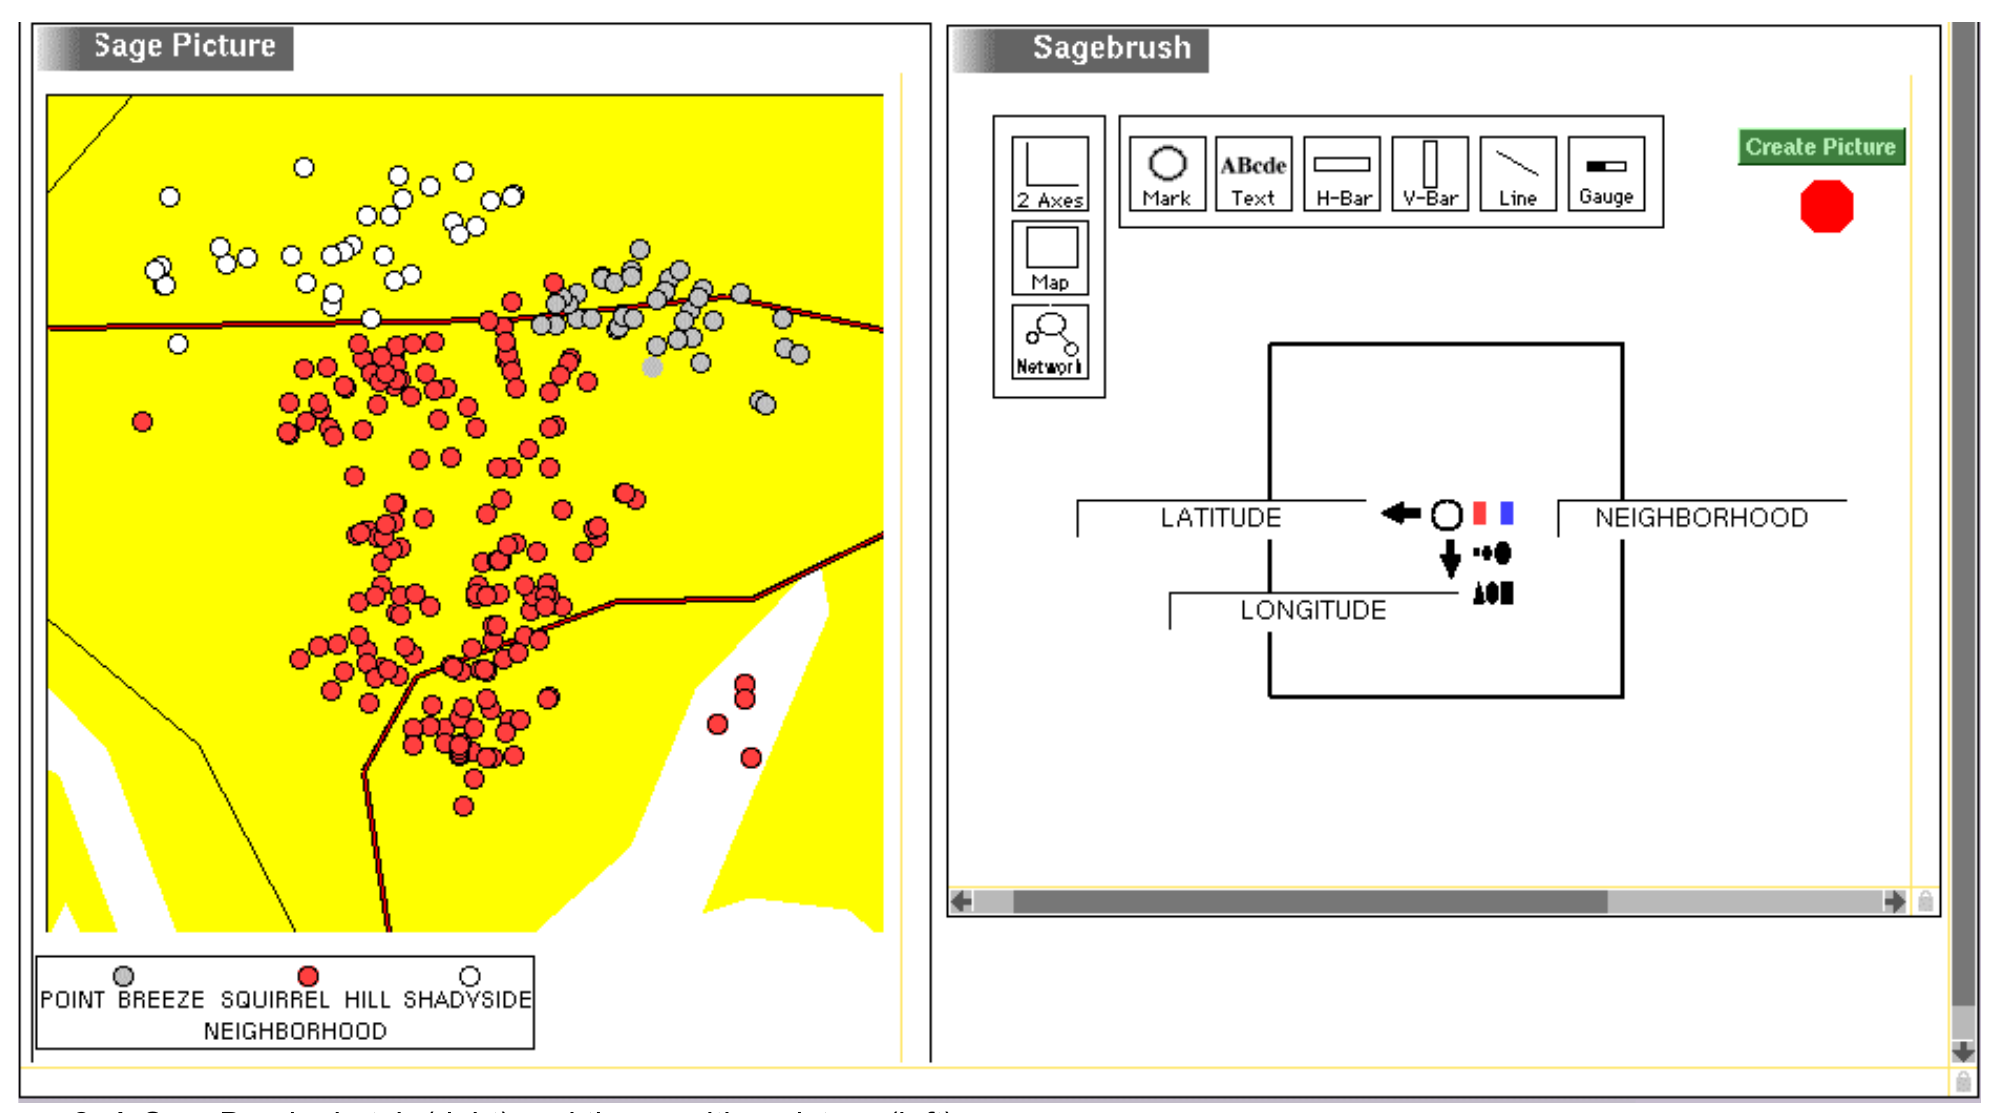 Sage Picture
POINT BREEZE SQUIRREL HILL SHADYSIDE
NEIGHBORHOOD
Sagebrush
2 Axes
Map
Network
Mark
ABcde
Text
H-Bar
V-Bar
Line
Gauge
Create Picture
LATITUDE
NEIGHBORHOOD
LONGITUDE